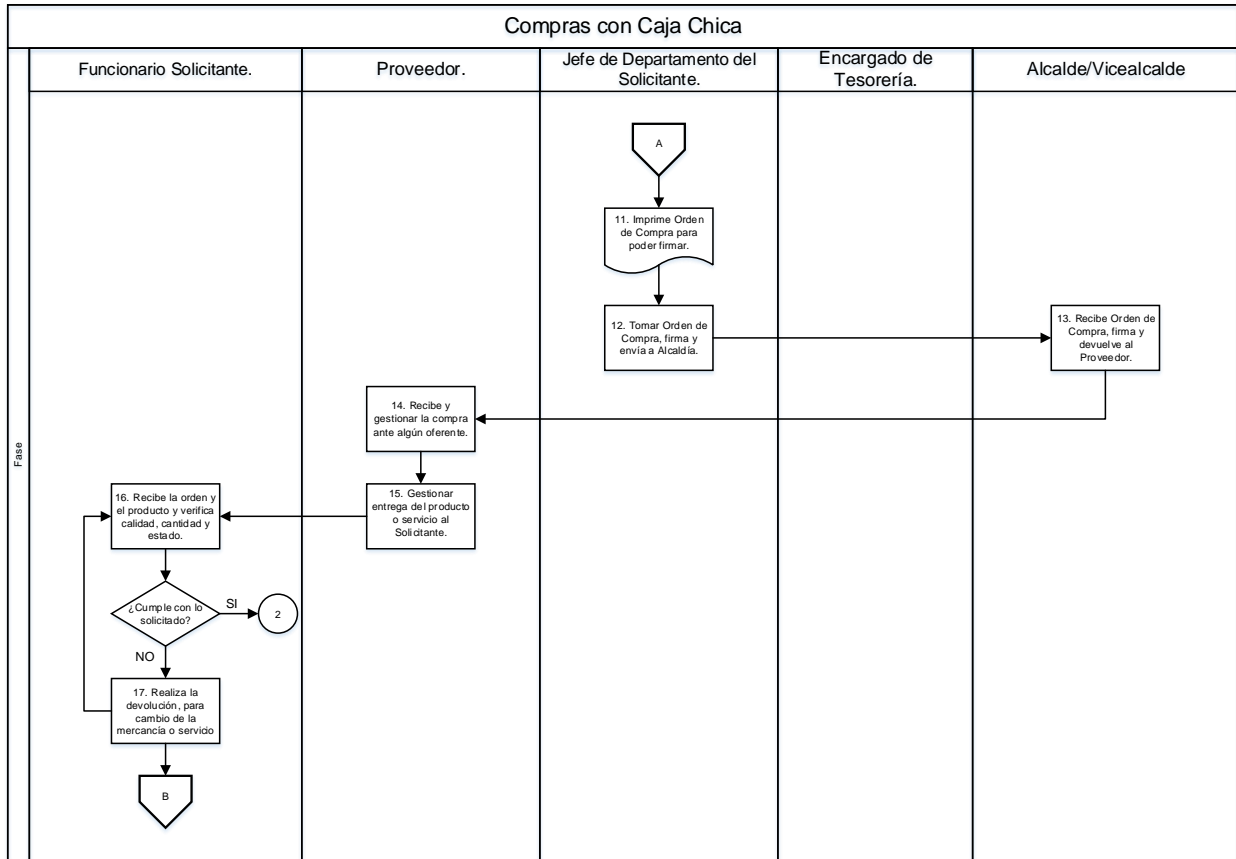 Compras con Caja Chica
Fase
Funcionario Solicitante.
Proveedor.
Jefe de Departamento del
Solicitante.
Encargado de
Tesorería.
Alcalde/Vicealcalde
A
11. Imprime Orden
de Compra para
poder firmar.
12. Tomar Orden de
Compra, firma y
envía a Alcaldía.
13. Recibe Orden de
Compra, firma y
devuelve al
Proveedor.
14. Recibe y
gestionar la compra
ante algún oferente.
15. Gestionar
entrega del producto
o servicio al
Solicitante.
16. Recibe la orden y
el producto y verifica
calidad, cantidad y
estado.
¿Cumple con lo
solicitado?
SI
2
NO
17. Realiza la
devolución, para
cambio de la
mercancía o servicio
B